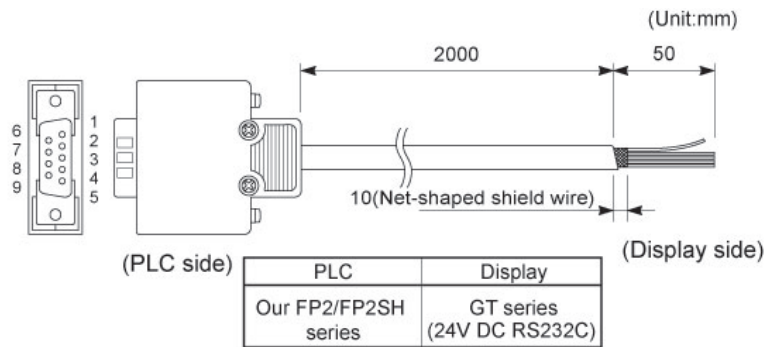 (Unit:mm)
2000 50
6 1
7 2
8 3
9 4
5
10(Net-shaped shield wire)
(PLC side) (Display side)
PLC Display
Our FP2/FP2SH GT series
series (24V DC RS232C)